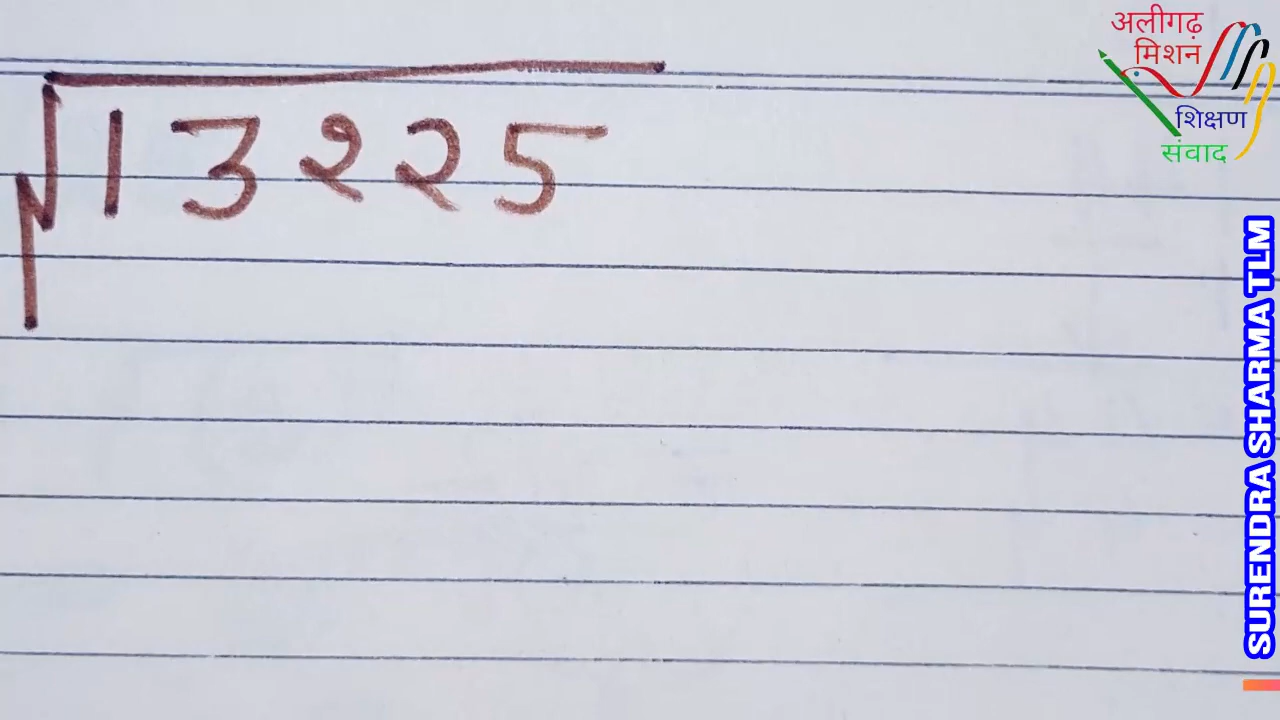 √13225
अलीगढ़
मिशन
शिक्षण
संवाद
SURENDRA SHARMA TLM